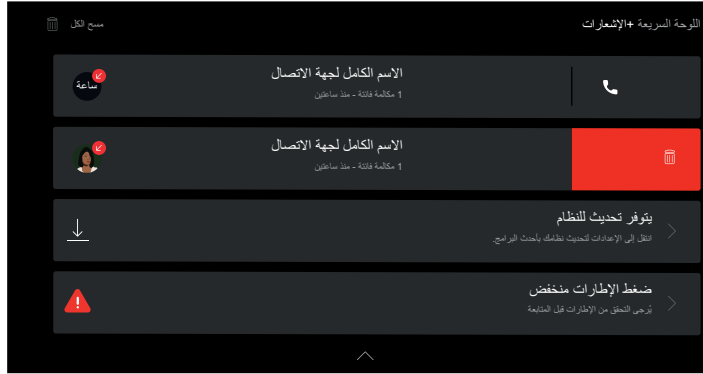 اللوحة السريعة +الإشعارات
مسح الكل
الاسم الكامل لجهة الاتصال
1 مكالمة فائتة - منذ ساعتين
ساعة
الاسم الكامل لجهة الاتصال
1 مكالمة فائتة - منذ ساعتين
يتوفر تحديث للنظام
انتقل إلى الإعدادات لتحديث نظامك بأحدث البرامج.
ضغط الإطارات منخفض
يُرجى التحقق من الإطارات قبل المتابعة